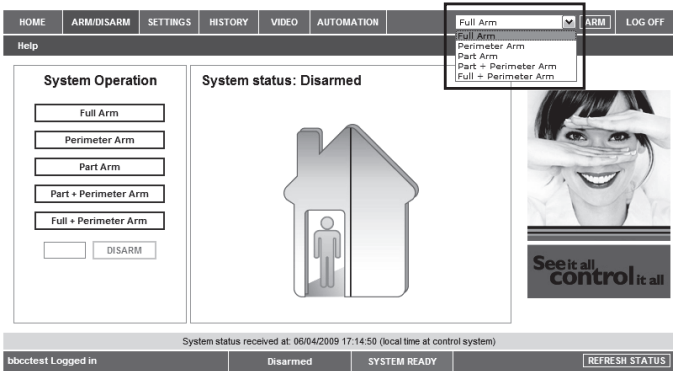 HOME ARM/DISARM SETTINGS HISTORY VIDEO AUTOMATION Full Arm ARM LOG OFF
Full Arm
Perimeter Arm
Part Arm
Part + Perimeter Arm
Full + Perimeter Arm
Help
System Operation
Full Arm
Perimeter Arm
Part Arm
Part + Perimeter Arm
Full + Perimeter Arm
DISARM
System status: Disarmed
See it all
control it all
System status received at: 06/04/2009 17:14:50 (local time at control system)
bbcctest Logged in Disarmed SYSTEM READY REFRESH STATUS